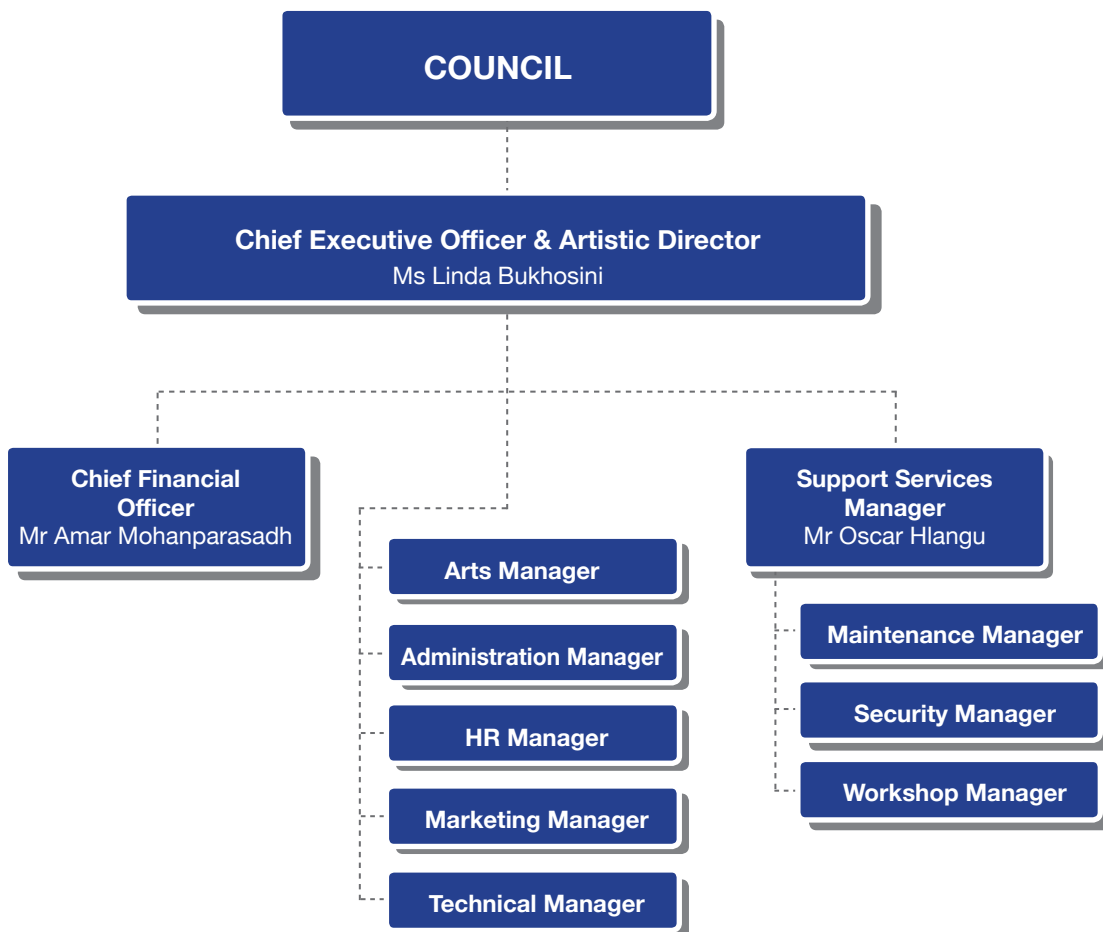 COUNCIL
Chief Executive Officer & Artistic Director
Ms Linda Bukhosini
Chief Financial
Officer
Mr Amar Mohanparasadh
Support Services
Manager
Mr Oscar Hlangu
Arts Manager
Administration Manager
HR Manager
Marketing Manager
Technical Manager
Maintenance Manager
Security Manager
Workshop Manager